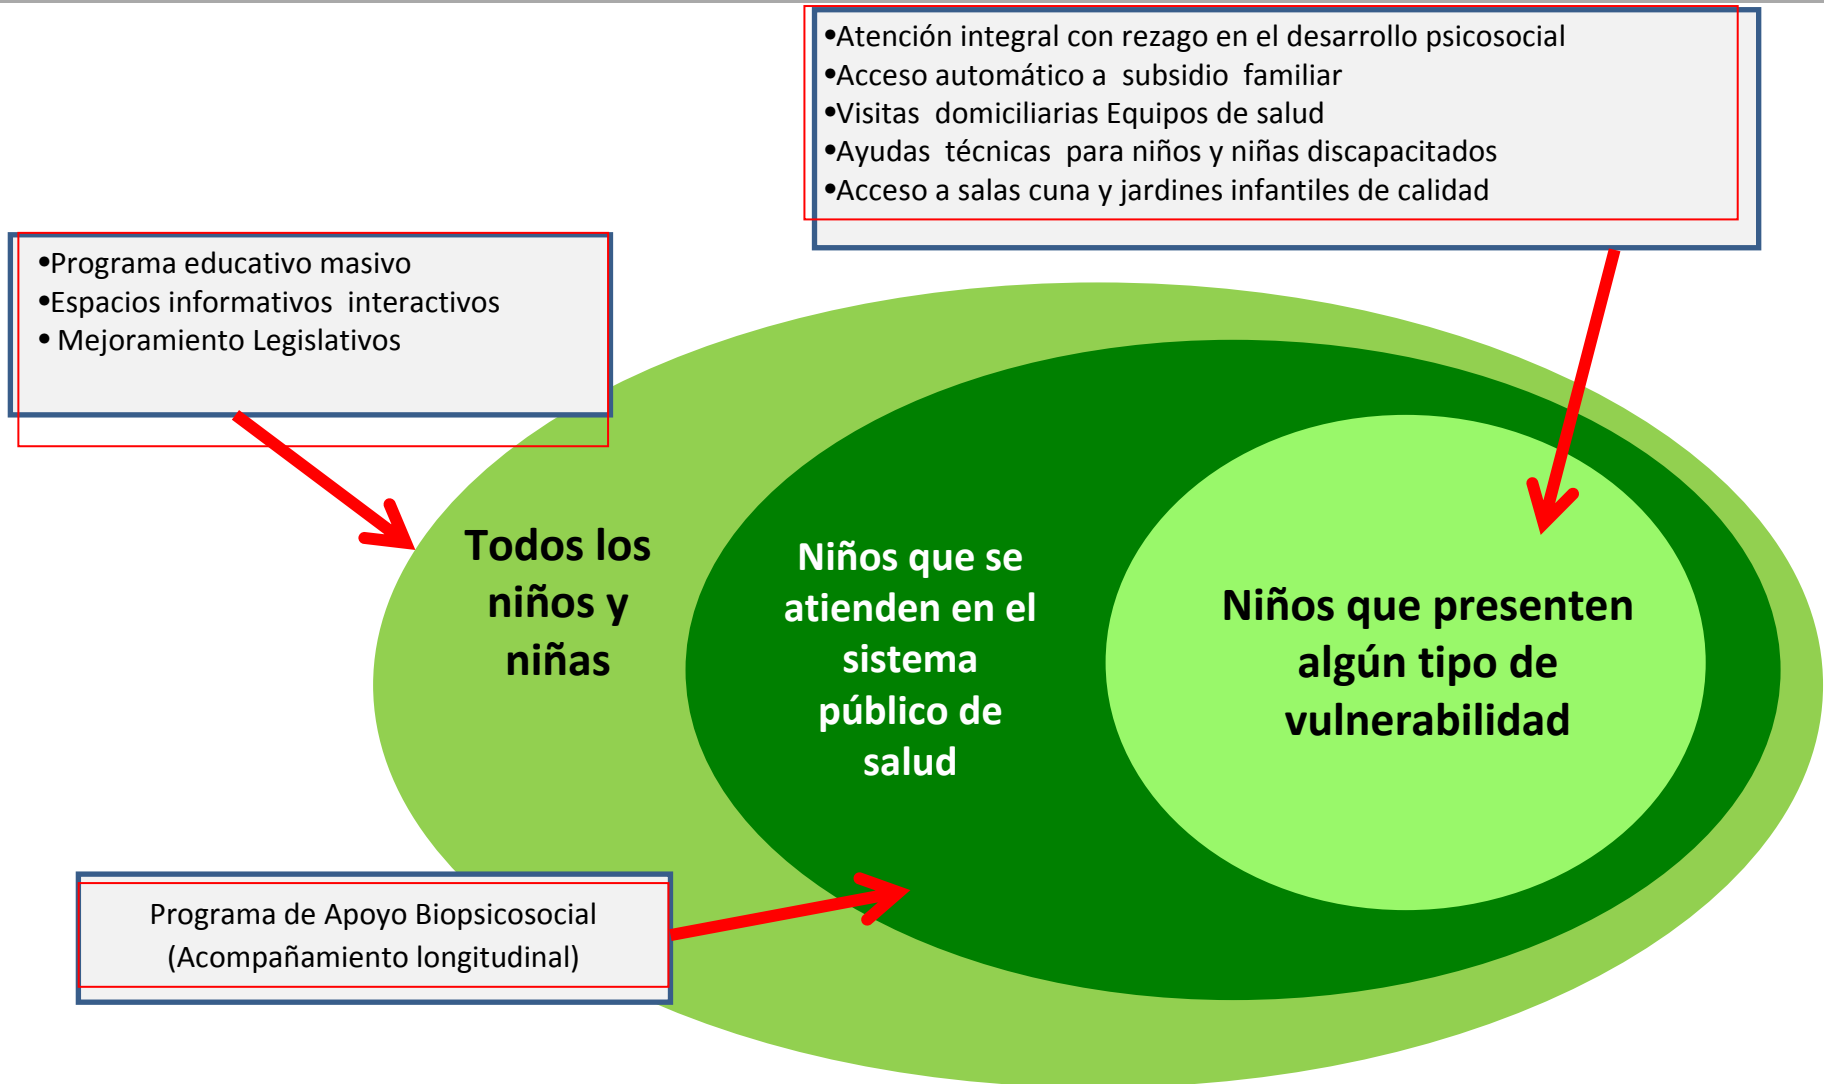 •Atención integral con rezago en el desarrollo psicosocial
•Acceso automático a subsidio familiar
•Visitas domiciliarias Equipos de salud
•Ayudas técnicas para niños y niñas discapacitados
•Acceso a salas cuna y jardines infantiles de calidad
•Programa educativo masivo
•Espacios informativos interactivos
• Mejoramiento Legislativos
Todos los
niños y
niñas
Niños que se
atienden en el
sistema
público de
salud
Niños que presenten
algún tipo de
vulnerabilidad
Programa de Apoyo Biopsicosocial
(Acompañamiento longitudinal)